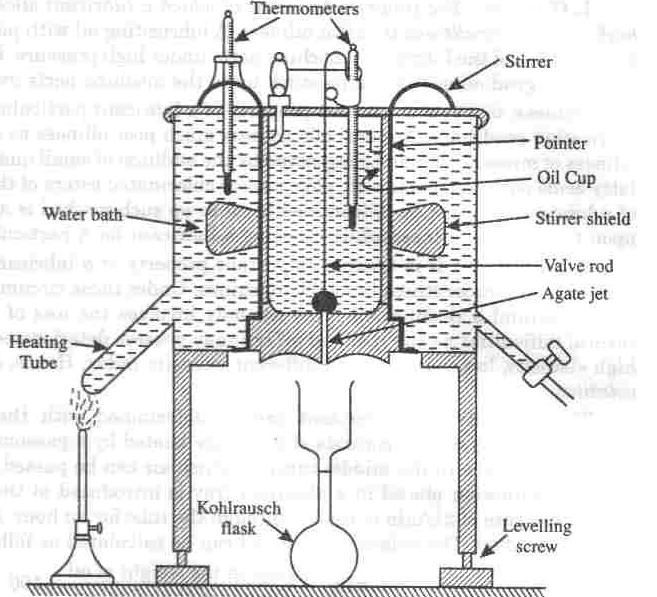 Thermometers
Stirrer
Pointer
Oil Cup
Water bath
Stirrer shield
Valve rod
Agate jet
Heating
Tube
Kohlrausch
flask
Levelling
screw